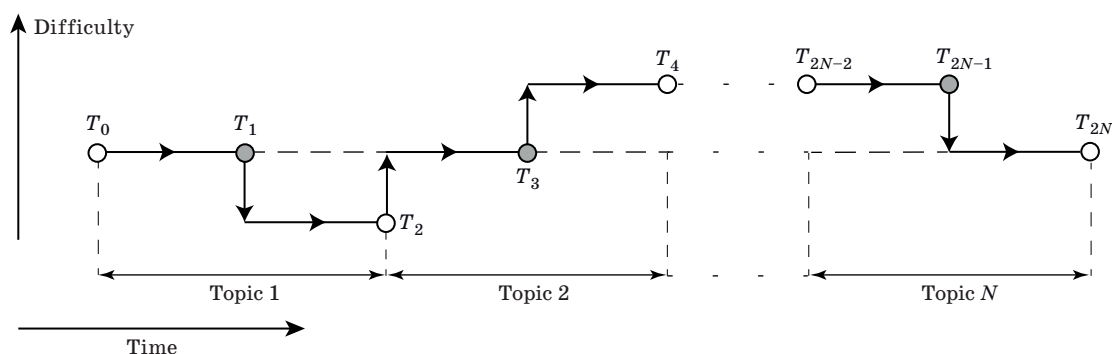 Difficulty
T4
T2N−2
T2N−1
T0
T1
T2N
T3
T2
Topic 1
Topic 2
Topic N
Time